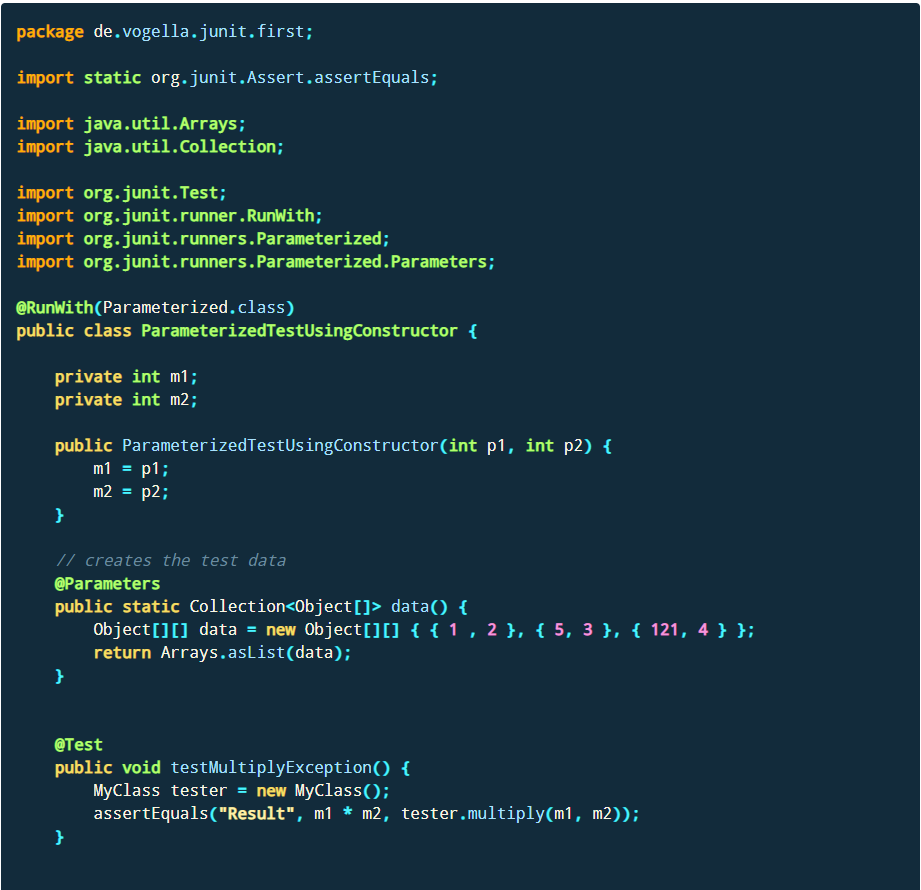 package de.vogella.junit.first;
import static org.junit.Assert.assertEquals;
import java.util.Arrays;
import java.util.Collection;
import org.junit.Test;
import org.junit.runner.RunWith;
import org.junit.runners.Parameterized;
import org.junit.runners.Parameterized.Parameters;
@RunWith(Parameterized.class)
public class ParameterizedTestUsingConstructor {
    private int m1;
    private int m2;
    public ParameterizedTestUsingConstructor(int p1, int p2) {
        m1 = p1;
        m2 = p2;
    }
    // creates the test data
    @Parameters
    public static Collection<Object[]> data() {
        Object[][] data = new Object[][] { { 1 , 2 }, { 5, 3 }, { 121, 4 } };
        return Arrays.asList(data);
    }
    @Test
    public void testMultiplyException() {
        MyClass tester = new MyClass();
        assertEquals("Result", m1 * m2, tester.multiply(m1, m2));
    }